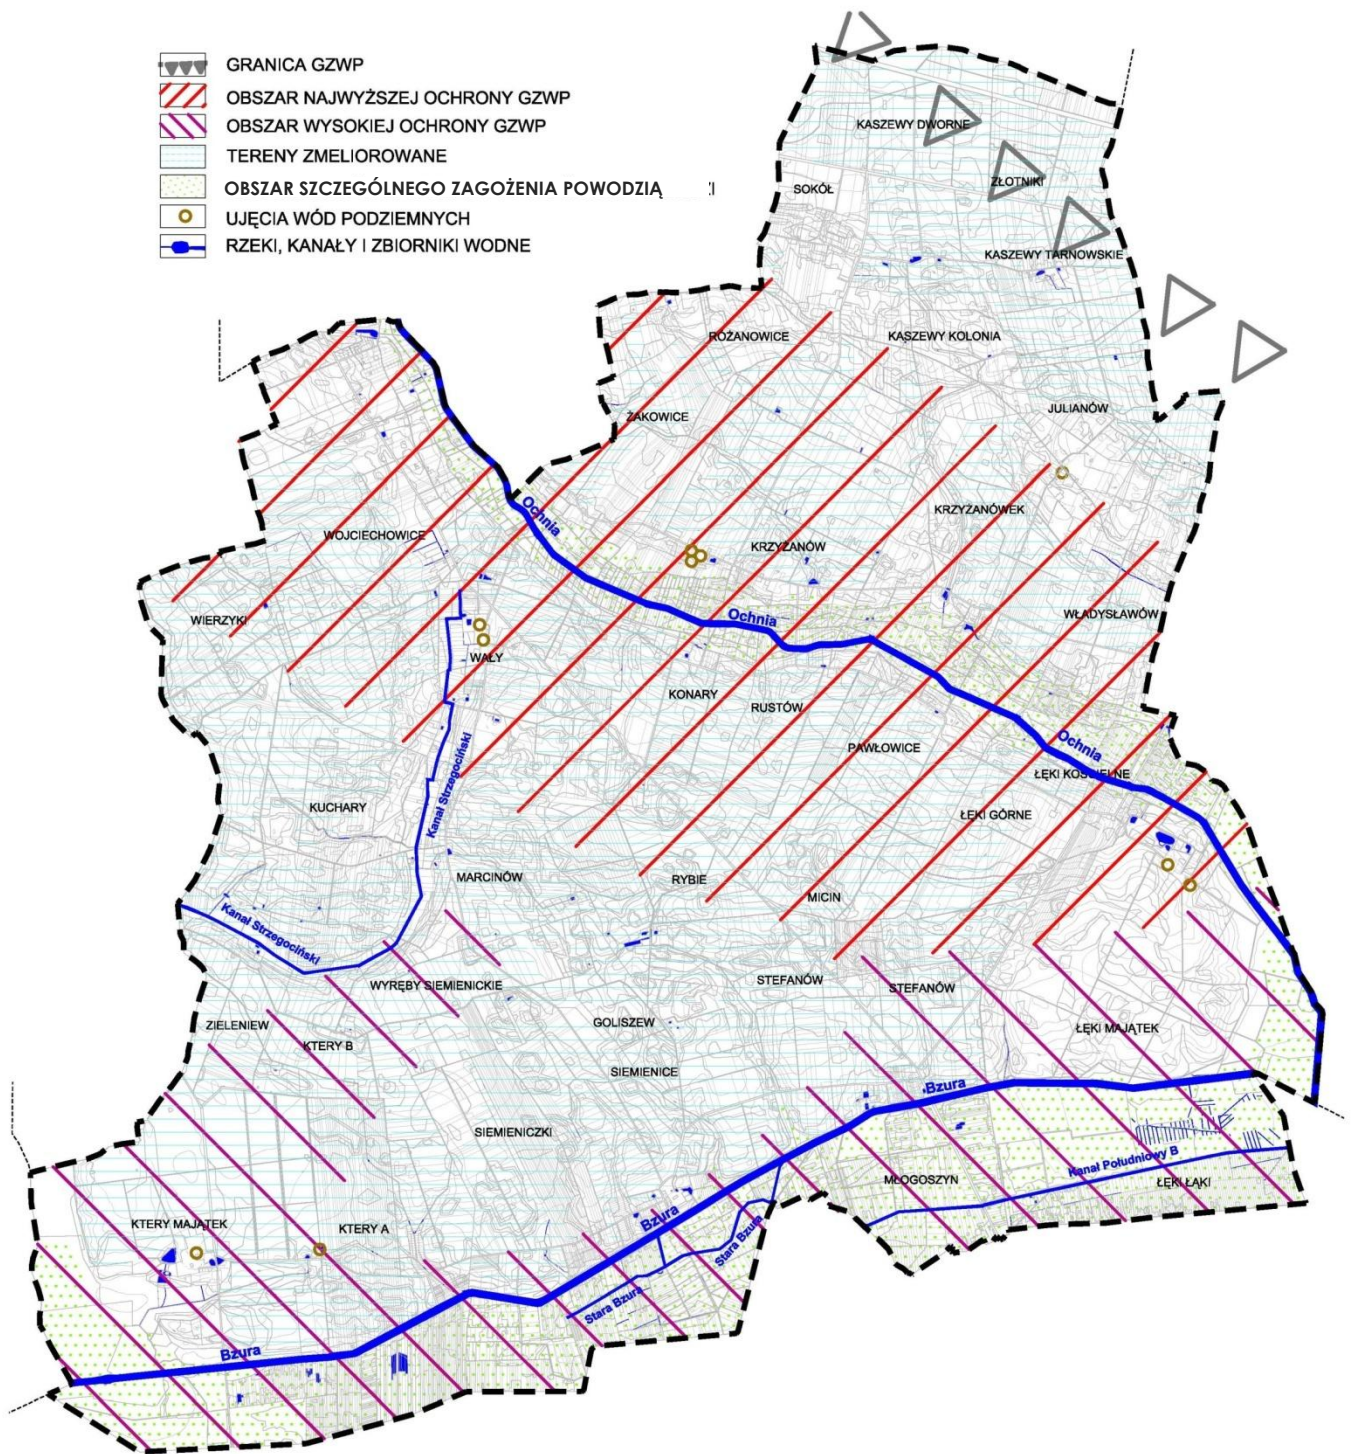 GRANICA GZWP
OBSZAR NAJWYŻSZEJ OCHRONY GZWP
OBSZAR WYSOKIEJ OCHRONY GZWP
TERENY ZMELIOROWANE
OBSZAR SZCZEGÓLNEGO ZAGOŻENIA POWODZIĄ
UJĘCIA WÓD PODZIEMNYCH
RZEKI, KANAŁY I ZBIORNIKI WODNE
KASZEWY DWORNE
ZŁOTNIKI
SOKÓŁ
KASZEWY TARNOWSKIE
RÓŻANOWICE
KASZEWY KOLONIA
ŻAKOWICE
JULIANÓW
Ochnia
KRZYŻANÓWEK
WOJCIECHOWICE
KRZYŻANÓW
WIERZYKI
Ochnia
WŁADYSŁAWÓW
WAŁY
KONARY
RUSTÓW
PAWŁOWICE
Ochnia
ŁĘKI KOŚCIELNE
Kanał Strzegociński
KUCHARY
ŁĘKI GÓRNE
MARCINÓW
RYBIE
MICIN
Kanał Strzegociński
WYRĘBY SIEMIENICKIE
STEFANÓW
STEFANÓW
ZIELENIEW
GOLISZEW
ŁĘKI MAJĄTEK
KTERY B
SIEMIENICE
Bzura
SIEMIENICZKI
Kanał Południowy B
MŁOGOSZYN
ŁĘKI ŁĄKI
KTERY MAJĄTEK
KTERY A
Bzura
Stara Bzura
Stara Bzura
Bzura